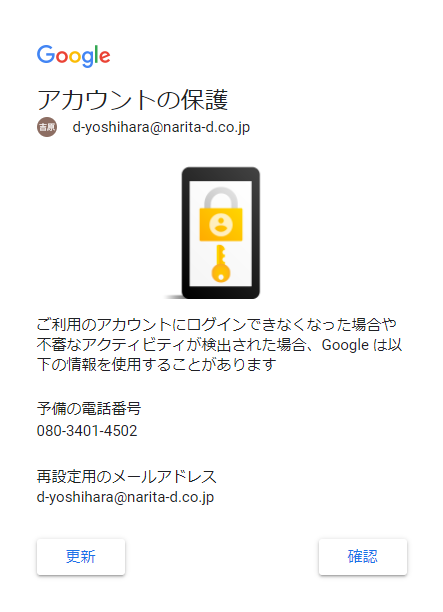 Google
アカウントの保護
吉原 d-yoshihara@narita-d.co.jp
ご利用のアカウントにログインできなくなった場合や
不審なアクティビティが検出された場合、Google は以
下の情報を使用することがあります
予備の電話番号
080-3401-4502
再設定用のメールアドレス
d-yoshihara@narita-d.co.jp
更新 確認